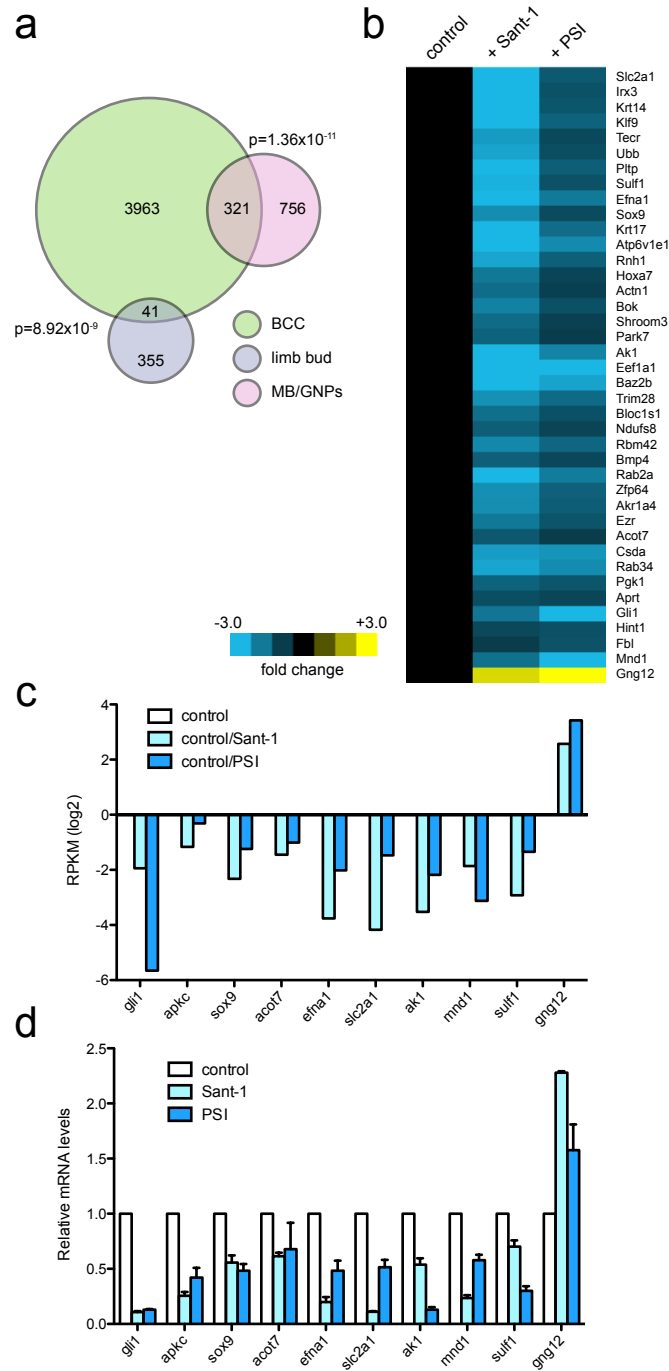 a
p=1.36x10-11
3963
321
756
41
p=8.92x10-9
355
BCC
limb bud
MB/GNPs
b
control
+ Sant-1
+ PSI
Slc2a1
Irx3
Krt14
Klf9
Tecr
Ubb
Pltp
Sulf1
Efna1
Sox9
Krt17
Atp6v1e1
Rnh1
Hoxa7
Actn1
Bok
Shroom3
Park7
Ak1
Eef1a1
Baz2b
Trim28
Bloc1s1
Ndufs8
Rbm42
Bmp4
Rab2a
Zfp64
Akr1a4
Ezr
Acot7
Csda
Rab34
Pgk1
Aprt
Gli1
Hint1
Fbl
Mnd1
Gng12
-3.0 +3.0
fold change
c
control
control/Sant-1
control/PSI
RPKM (log2)
4
2
0
-2
-4
-6
gli1 apkc sox9 acot7 efna1 slc2a1 ak1 mnd1 sulf1 gng12
d
control
Sant-1
PSI
Relative mRNA levels
2.5
2.0
1.5
1.0
0.5
0.0
gli1 apkc sox9 acot7 efna1 slc2a1 ak1 mnd1 sulf1 gng12